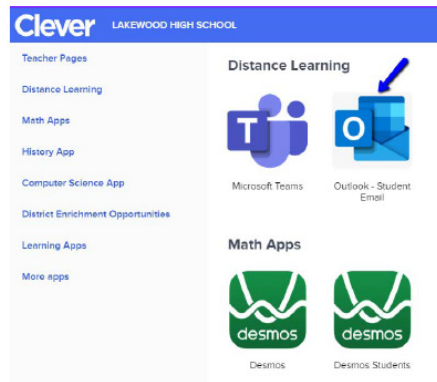 Clever LAKEWOOD HIGH SCHOOL
Teacher Pages
Distance Learning
Math Apps
History App
Computer Science App
District Enrichment Opportunities
Learning Apps
More apps
Distance Learning
T
O
Microsoft Teams
Outlook - Student
Email
Math Apps
desmos
desmos
Desmos
Desmos Students